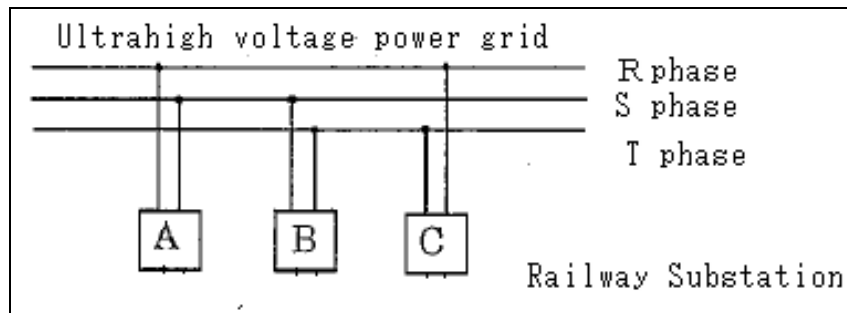 Ultrahigh voltage power grid
R phase
S phase
T phase
A B C
Railway Substation